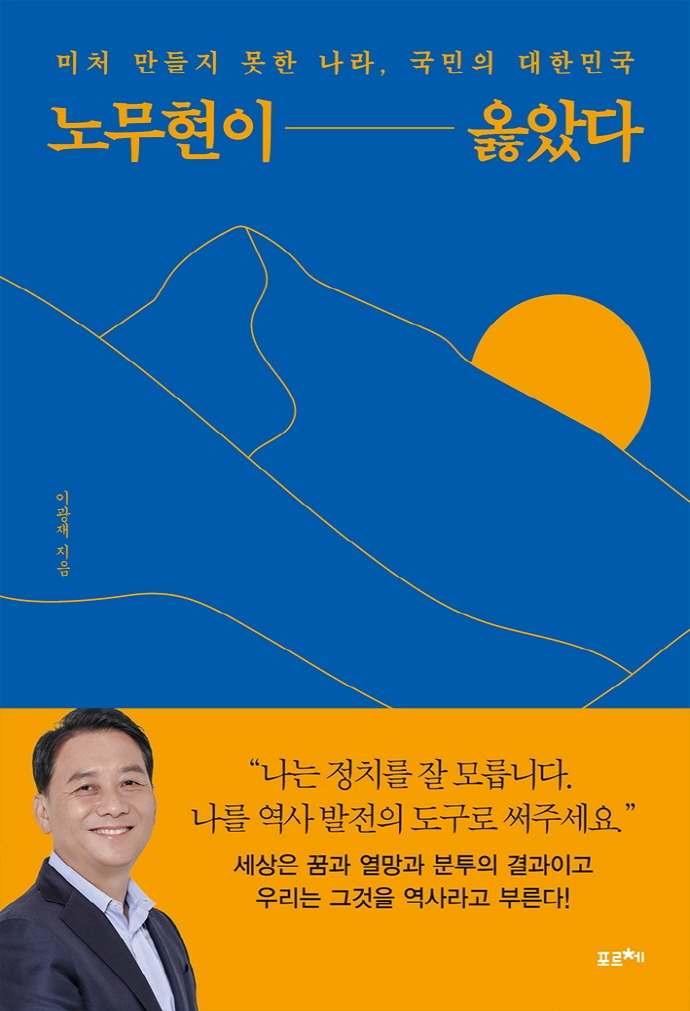 미처 만들지 못한 나라, 국민의 대한민국
노무현이 옳았다
이광재 지음
“나는 정치를 잘 모릅니다.
나를 역사 발전의 도구로 써주세요.”
세상은 꿈과 열망과 분투의 결과이고
우리는 그것을 역사라고 부른다!
포르체